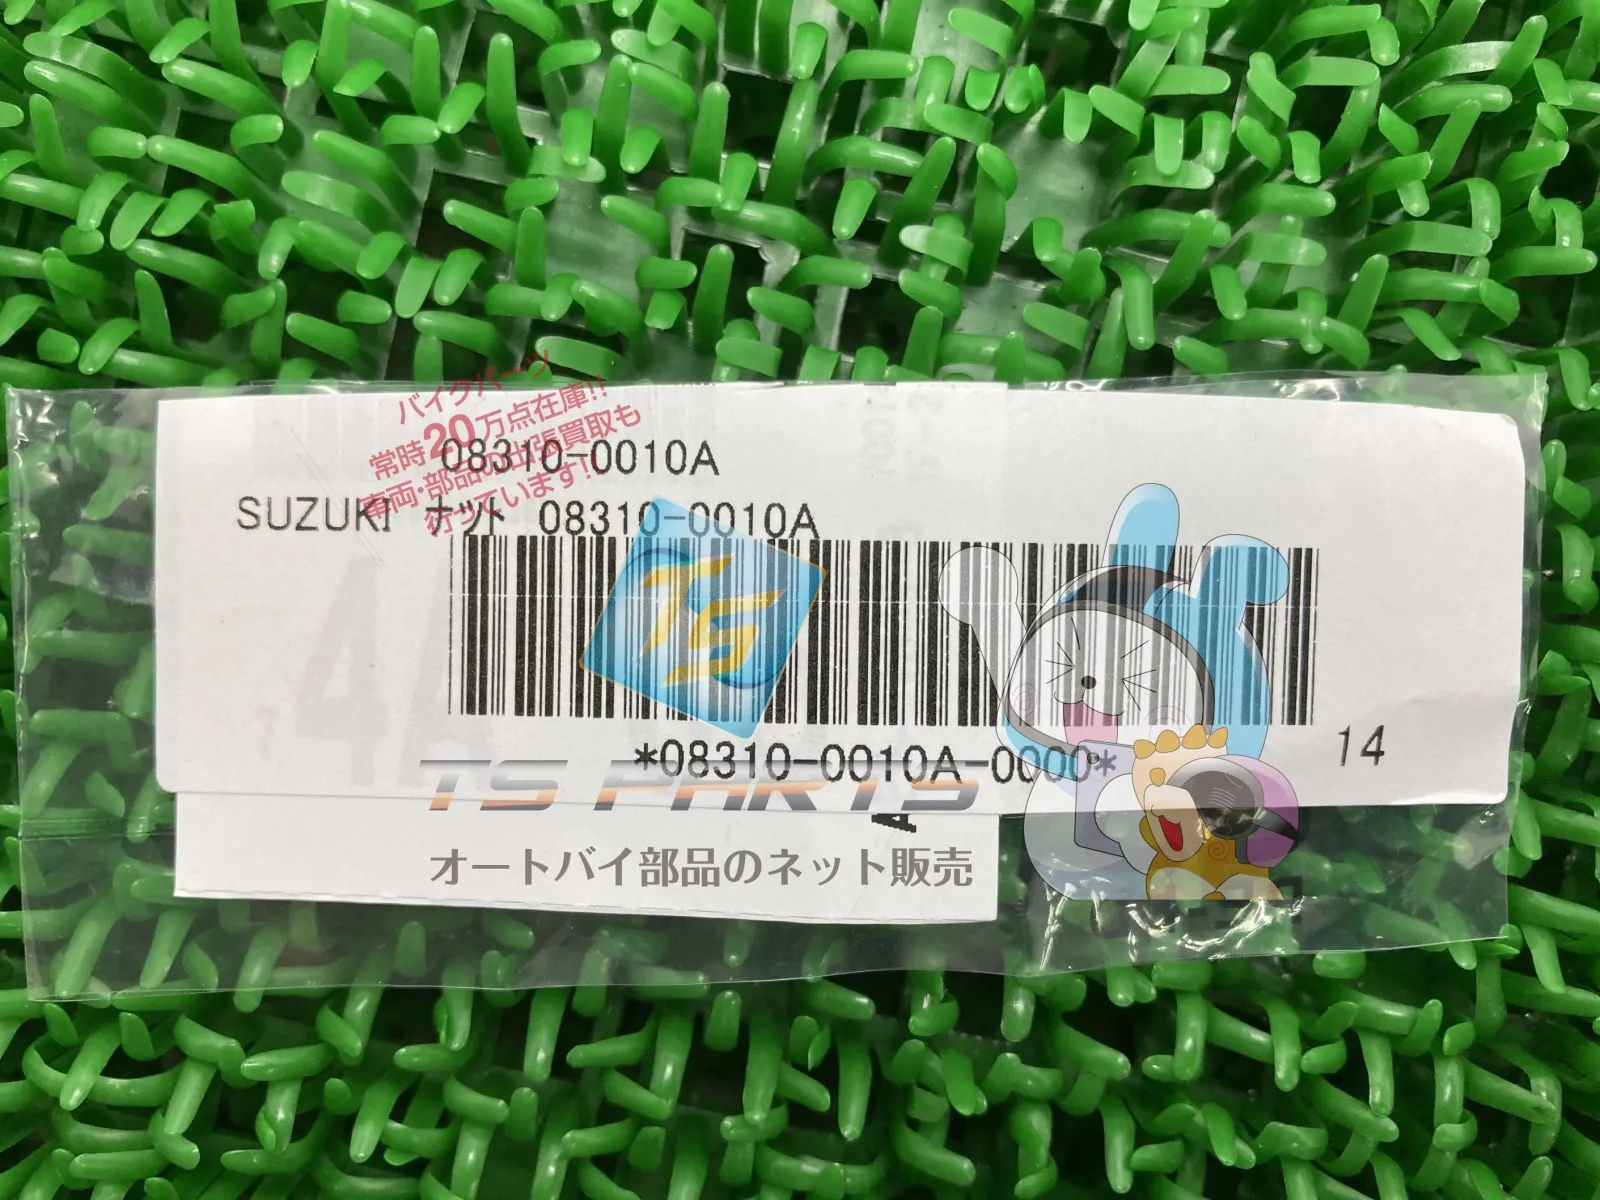 バイクパーツ
常時20万点在庫!!
車両・部品の出張買取も
行っています!!
08310-0010A
SUZUKI ナット 08310-0010A
TS
*08310-0010A-0000*
14
TS PARTS
オートバイ部品のネット販売